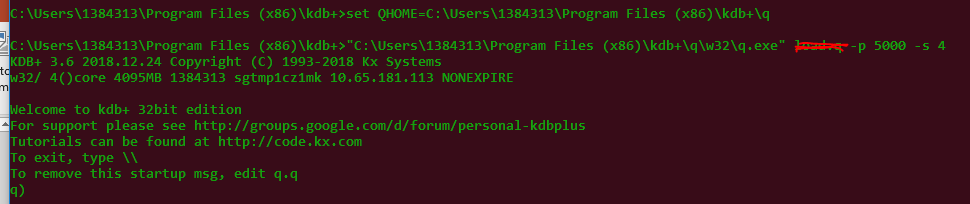 C:\Users\1384313\Program Files (x86)\kdb+>set QHOME=C:\Users\1384313\Program Files (x86)\kdb+\q
C:\Users\1384313\Program Files (x86)\kdb+>"C:\Users\1384313\Program Files (x86)\kdb+\q\w32\q.exe" -p 5000 -s 4
KDB+ 3.6 2018.12.24 Copyright (C) 1993-2018 Kx Systems
w32/ 4()core 4095MB 1384313 sgtmp1cz1mk 10.65.181.113 NONEXPIRE
Welcome to kdb+ 32bit edition
For support please see http://groups.google.com/d/forum/personal-kdbplus
Tutorials can be found at http://code.kx.com
To exit, type \\
To remove this startup msg, edit q.q
q)